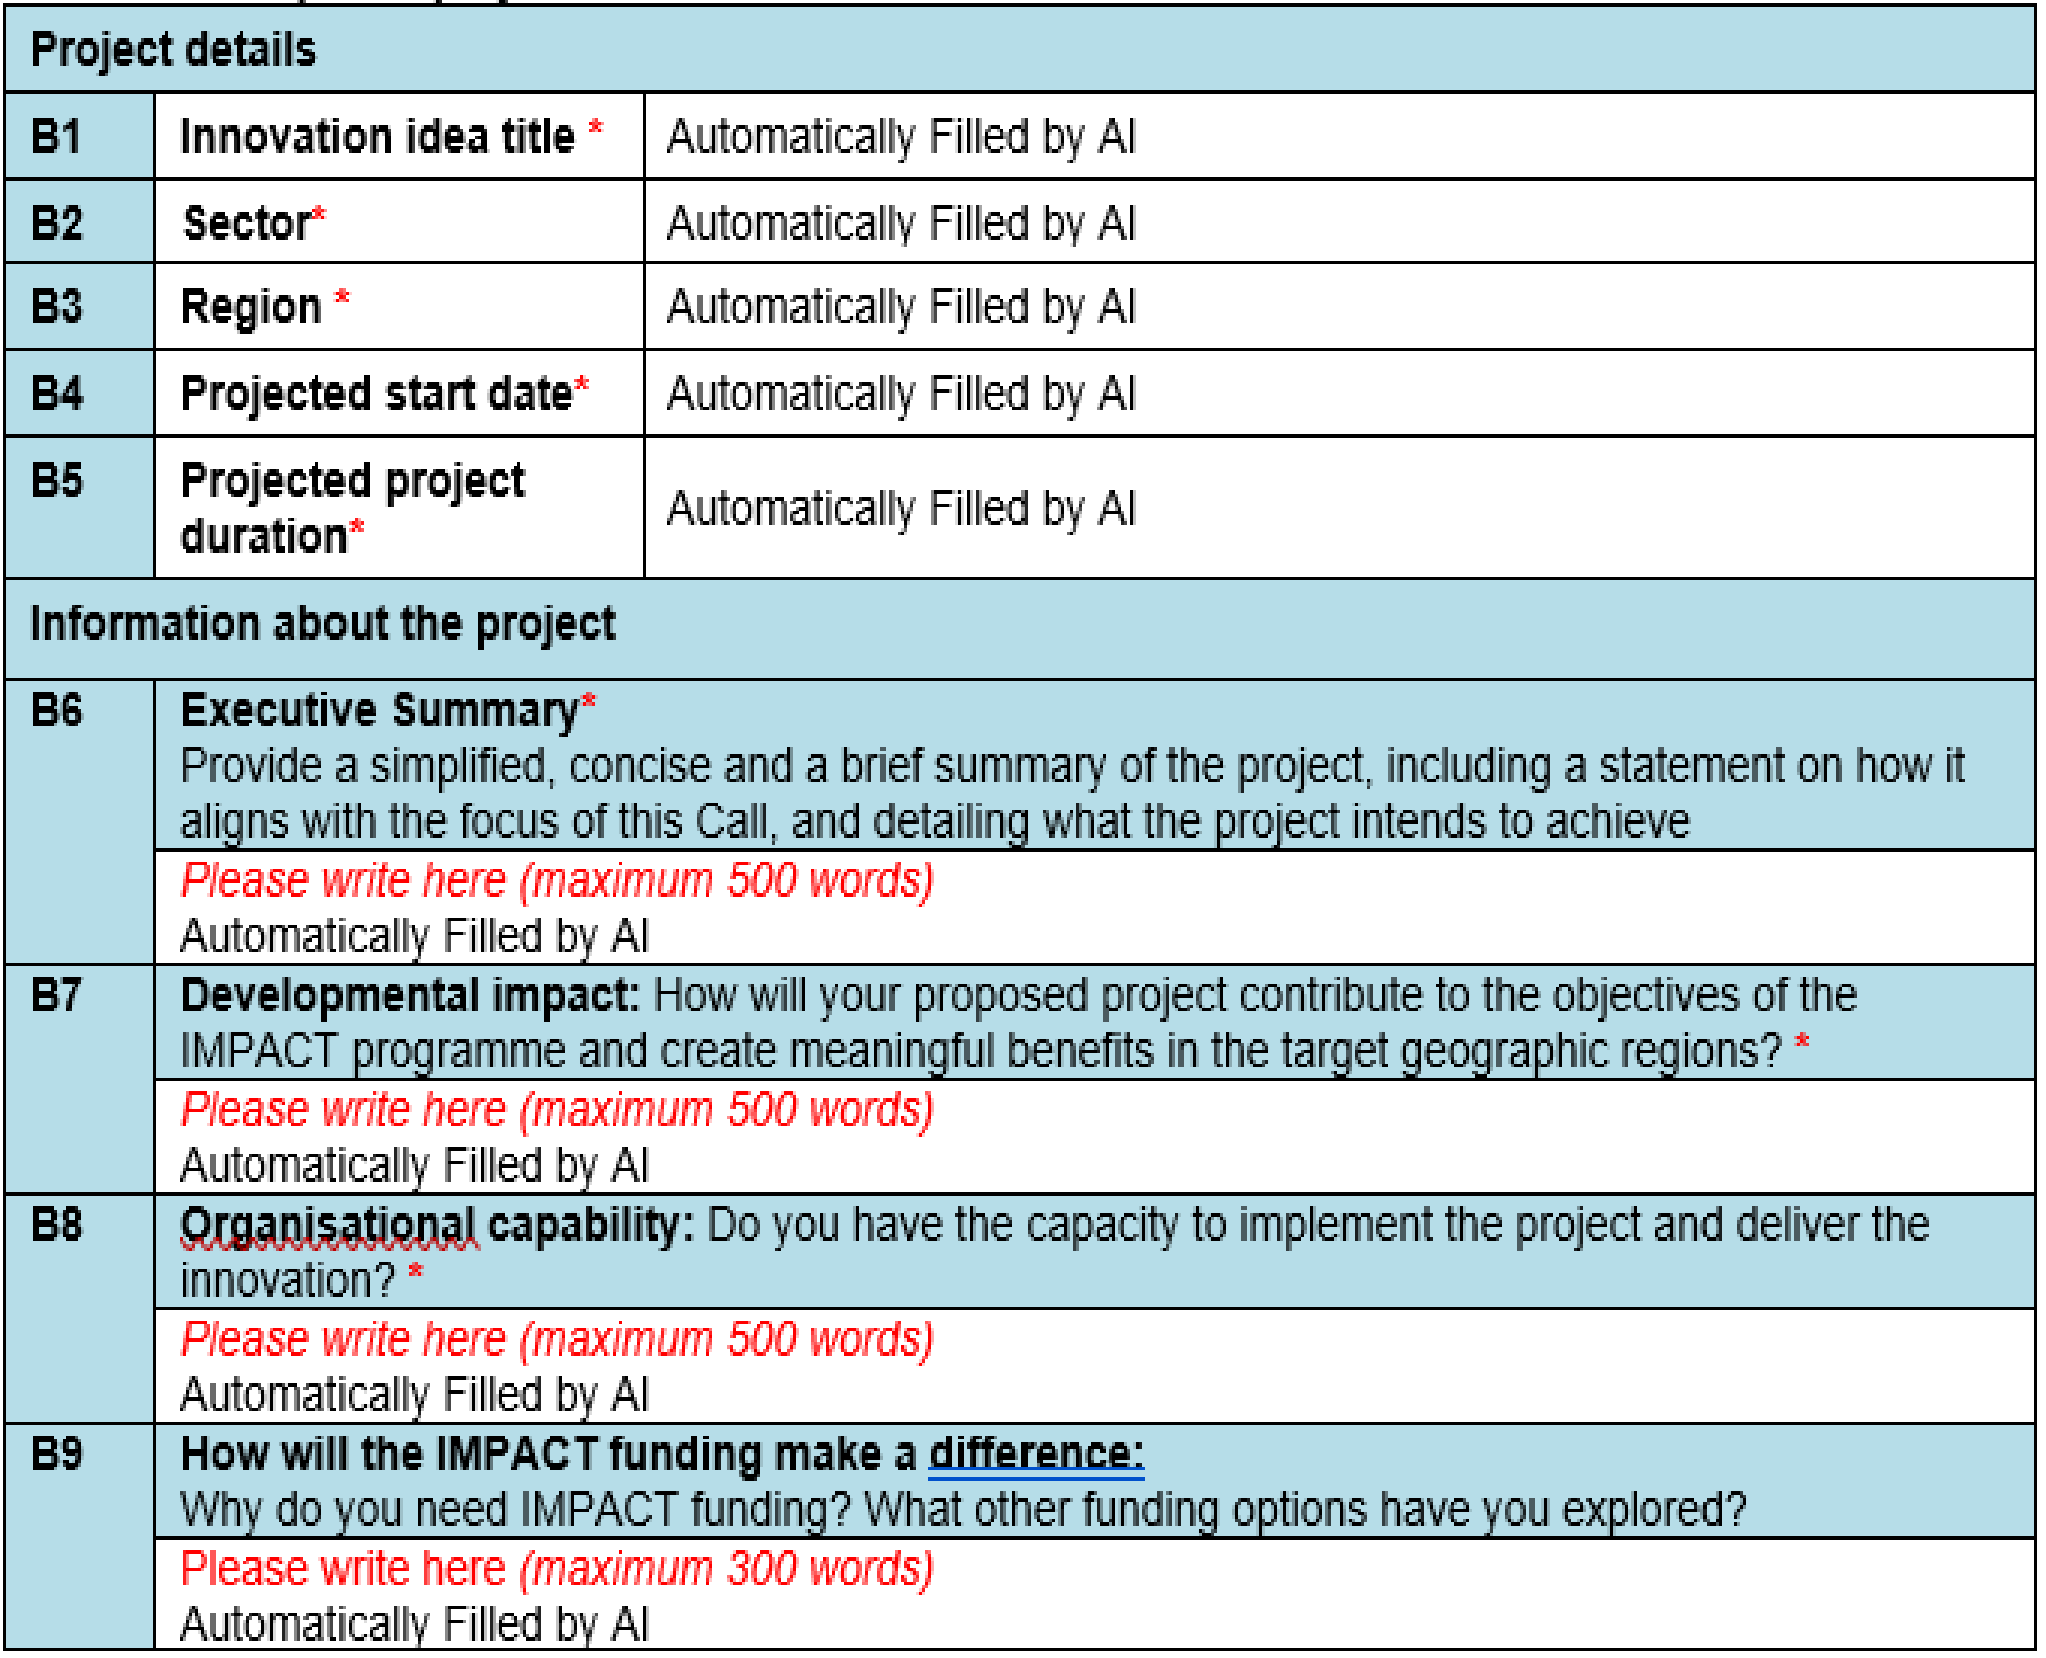 Project details
B1 Innovation idea title * Automatically Filled by AI
B2 Sector* Automatically Filled by AI
B3 Region * Automatically Filled by AI
B4 Projected start date* Automatically Filled by AI
B5 Projected project
duration* Automatically Filled by AI
Information about the project
B6 Executive Summary*
Provide a simplified, concise and a brief summary of the project, including a statement on how it
aligns with the focus of this Call, and detailing what the project intends to achieve
Please write here (maximum 500 words)
Automatically Filled by AI
B7 Developmental impact: How will your proposed project contribute to the objectives of the
IMPACT programme and create meaningful benefits in the target geographic regions? *
Please write here (maximum 500 words)
Automatically Filled by AI
B8 Organisational capability: Do you have the capacity to implement the project and deliver the
innovation? *
Please write here (maximum 500 words)
Automatically Filled by AI
B9 How will the IMPACT funding make a difference:
Why do you need IMPACT funding? What other funding options have you explored?
Please write here (maximum 300 words)
Automatically Filled by AI